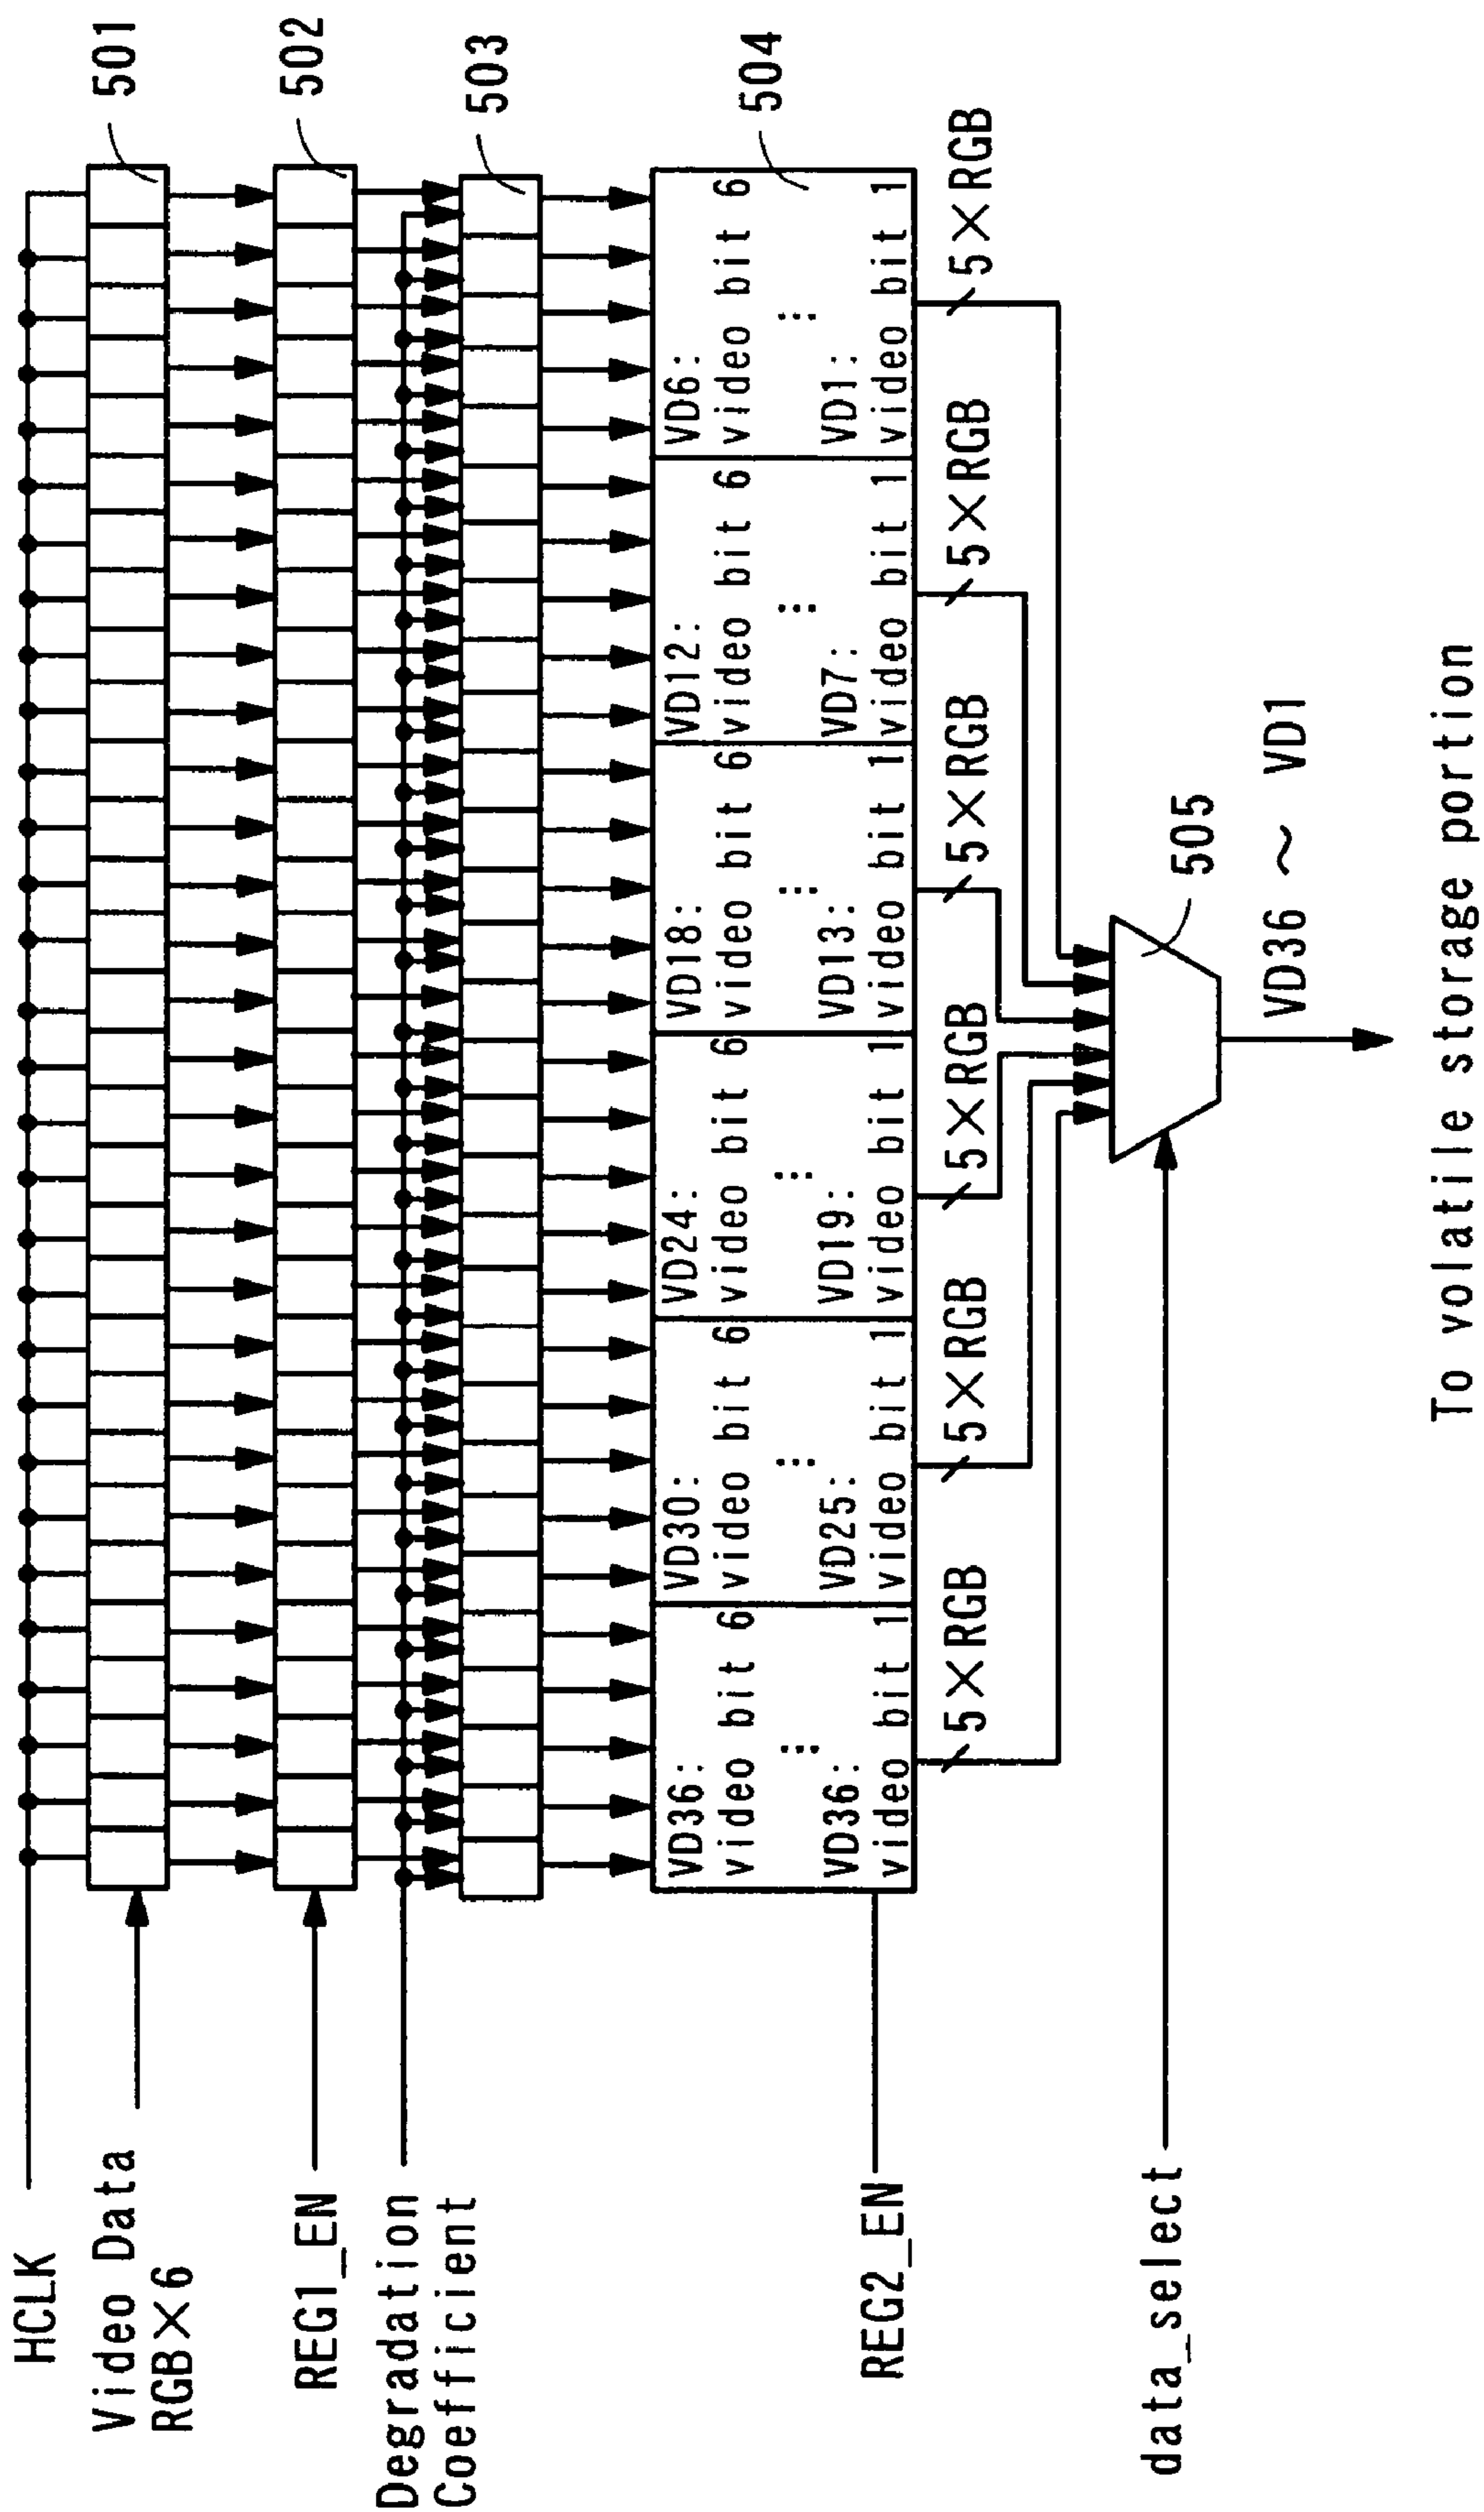 HCLK
Video Data
RGB×6
501
REG1_EN
502
Degradation
Coefficient
503
504
VD36:
video bit 6
⋮
VD36:
video bit 1
VD30:
video bit 6
⋮
VD25:
video bit 1
VD24:
video bit 6
⋮
VD19:
video bit 1
VD18:
video bit 6
⋮
VD13:
video bit 1
VD12:
video bit 6
⋮
VD7:
video bit 1
VD6:
video bit 6
⋮
VD1:
video bit 1
REG2_EN
5×RGB
5×RGB
5×RGB
5×RGB
5×RGB
5×RGB
data_select
505
VD36 ~ VD1
To volatile storage portion